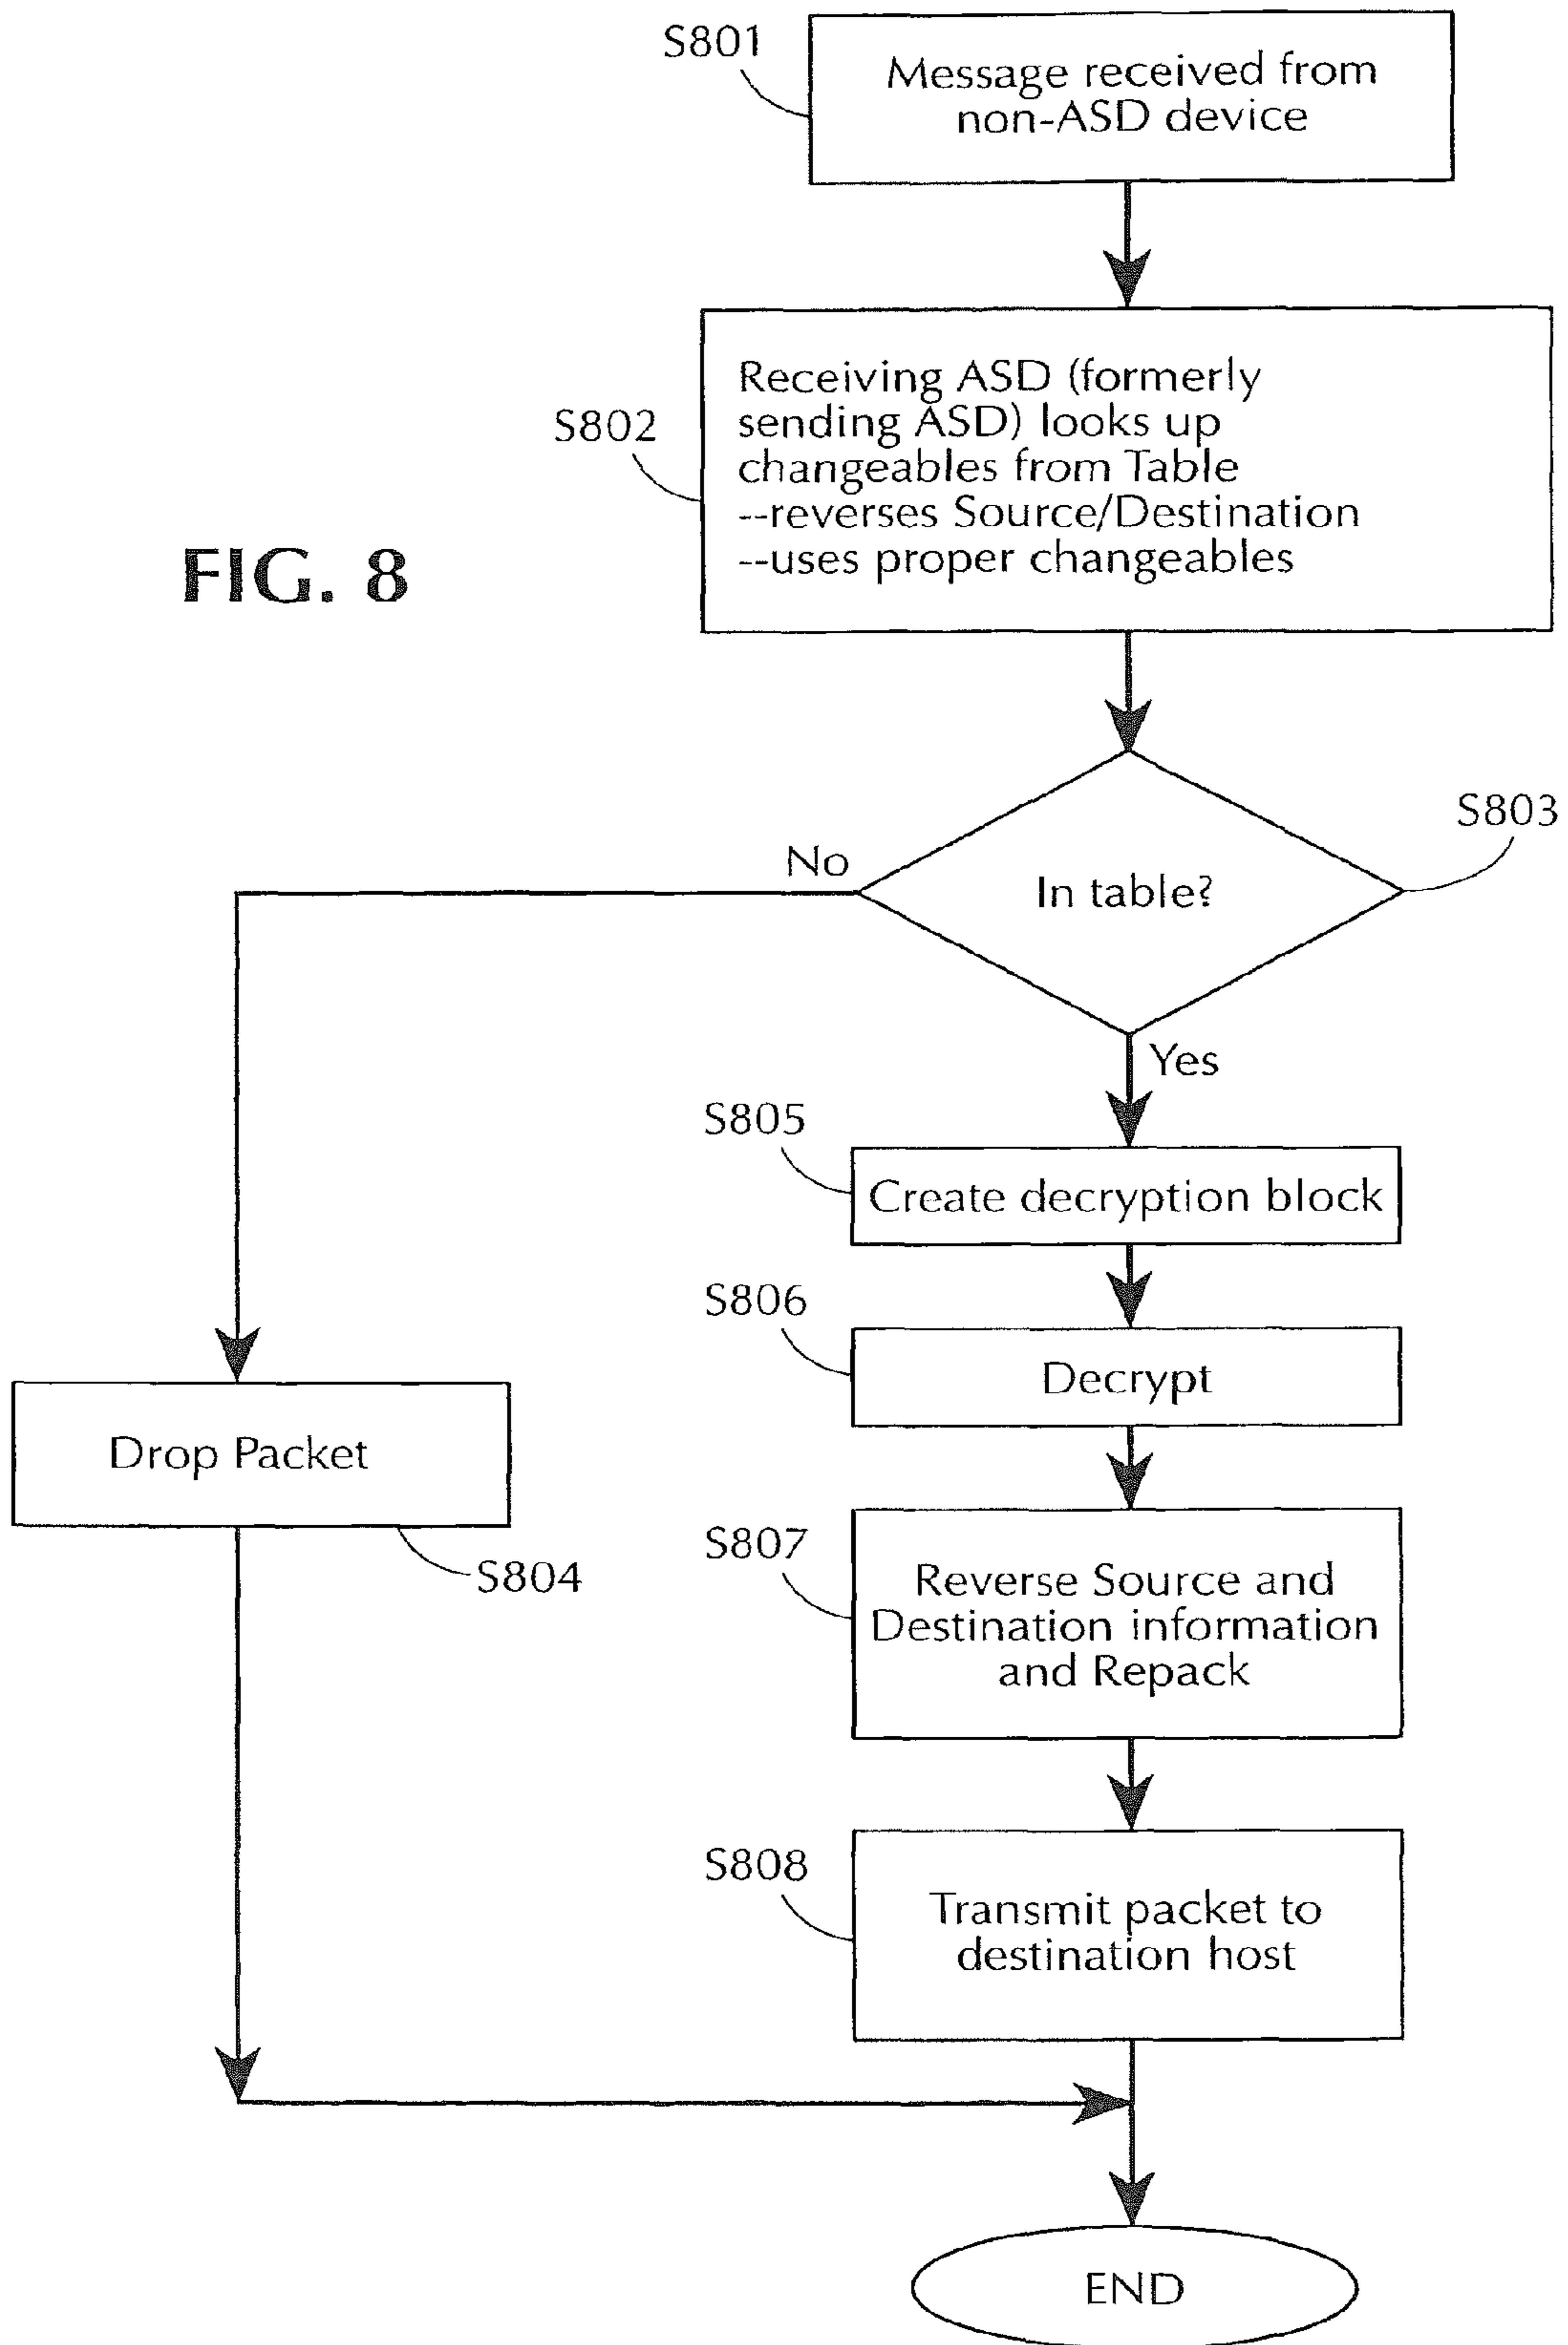 S801
Message received from
non-ASD device
S802
Receiving ASD (formerly
sending ASD) looks up
changeables from Table
--reverses Source/Destination
--uses proper changeables
FIG. 8
S803
No
In table?
Yes
S805
Create decryption block
S806
Decrypt
Drop Packet
S804
S807
Reverse Source and
Destination information
and Repack
S808
Transmit packet to
destination host
END